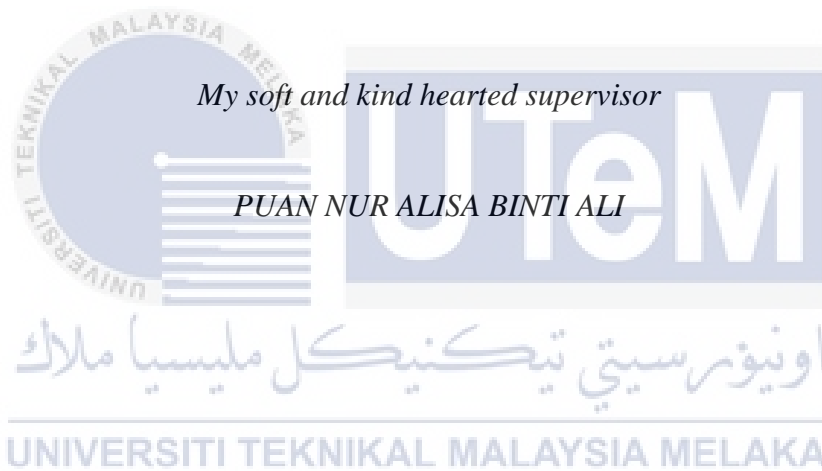 My soft and kind hearted supervisor
PUAN NUR ALISA BINTI ALI
UNIVERSITI TEKNIKAL MALAYSIA MELAKA
UTeM
اونيۏرسيتي تيكنيكل مليسيا ملاك
UNIVERSITI TEKNIKAL MALAYSIA MELAKA